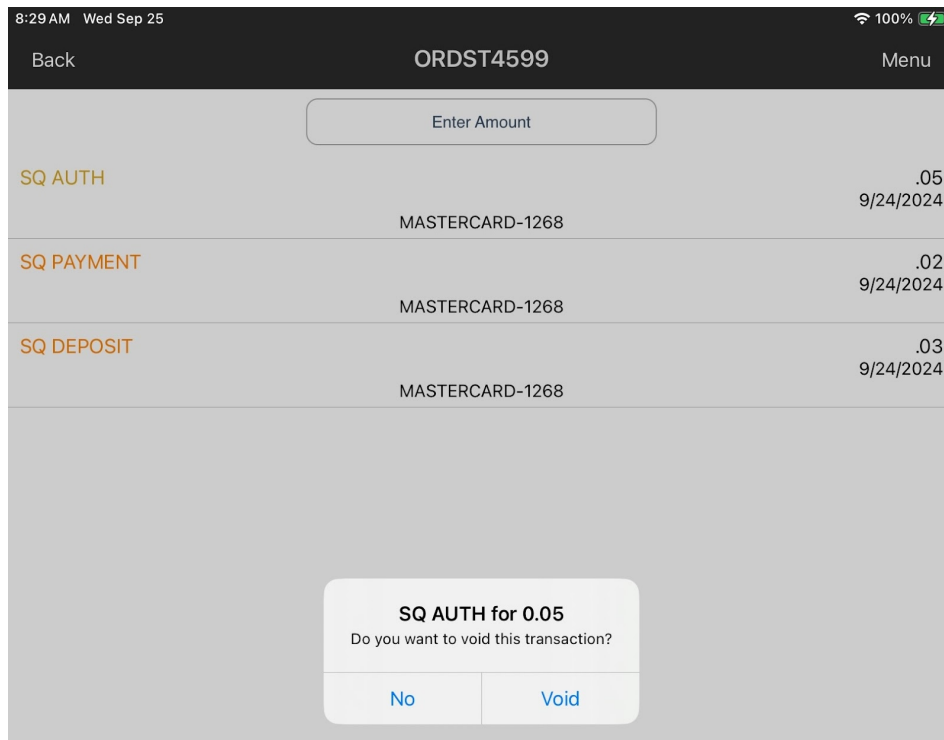 8:29 AM Wed Sep 25 100%
Back ORDST4599 Menu
Enter Amount
SQ AUTH .05
9/24/2024
MASTERCARD-1268
SQ PAYMENT .02
9/24/2024
MASTERCARD-1268
SQ DEPOSIT .03
9/24/2024
MASTERCARD-1268
SQ AUTH for 0.05
Do you want to void this transaction?
No Void